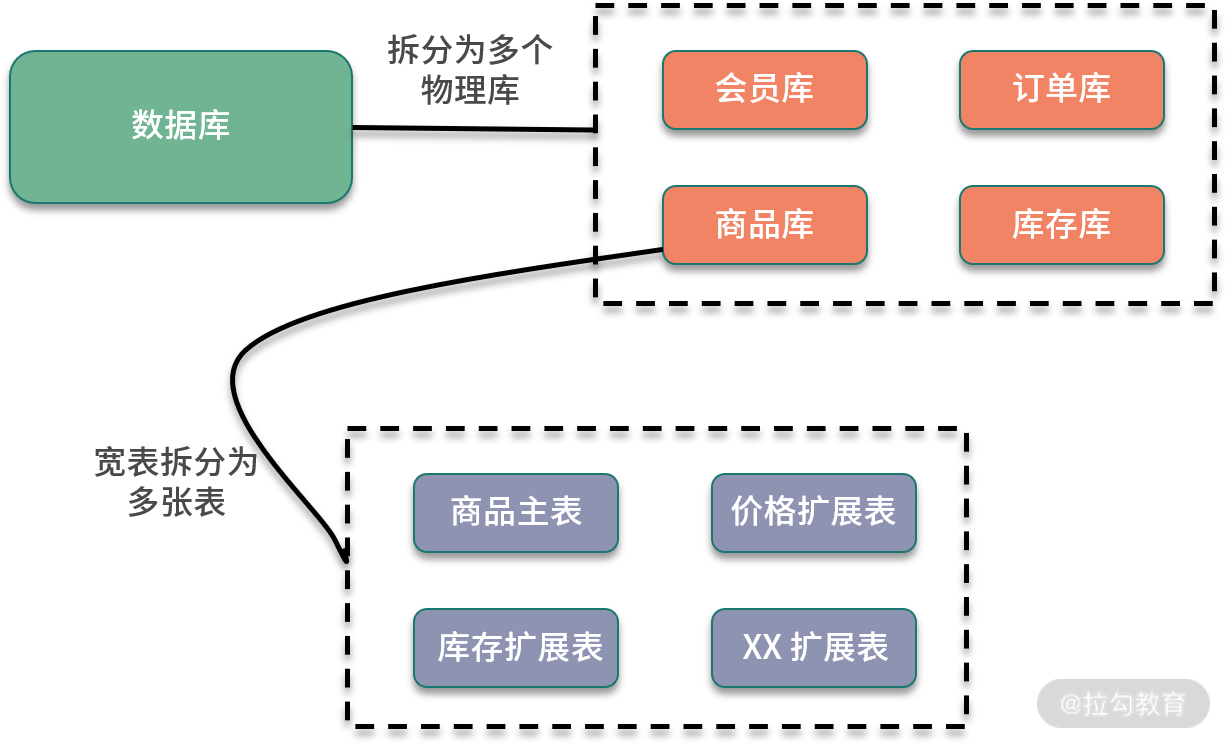 拆分为多个
物理库
数据库
会员库
订单库
商品库
库存库
宽表拆分为
多张表
商品主表
价格扩展表
库存扩展表
XX 扩展表
@拉勾教育